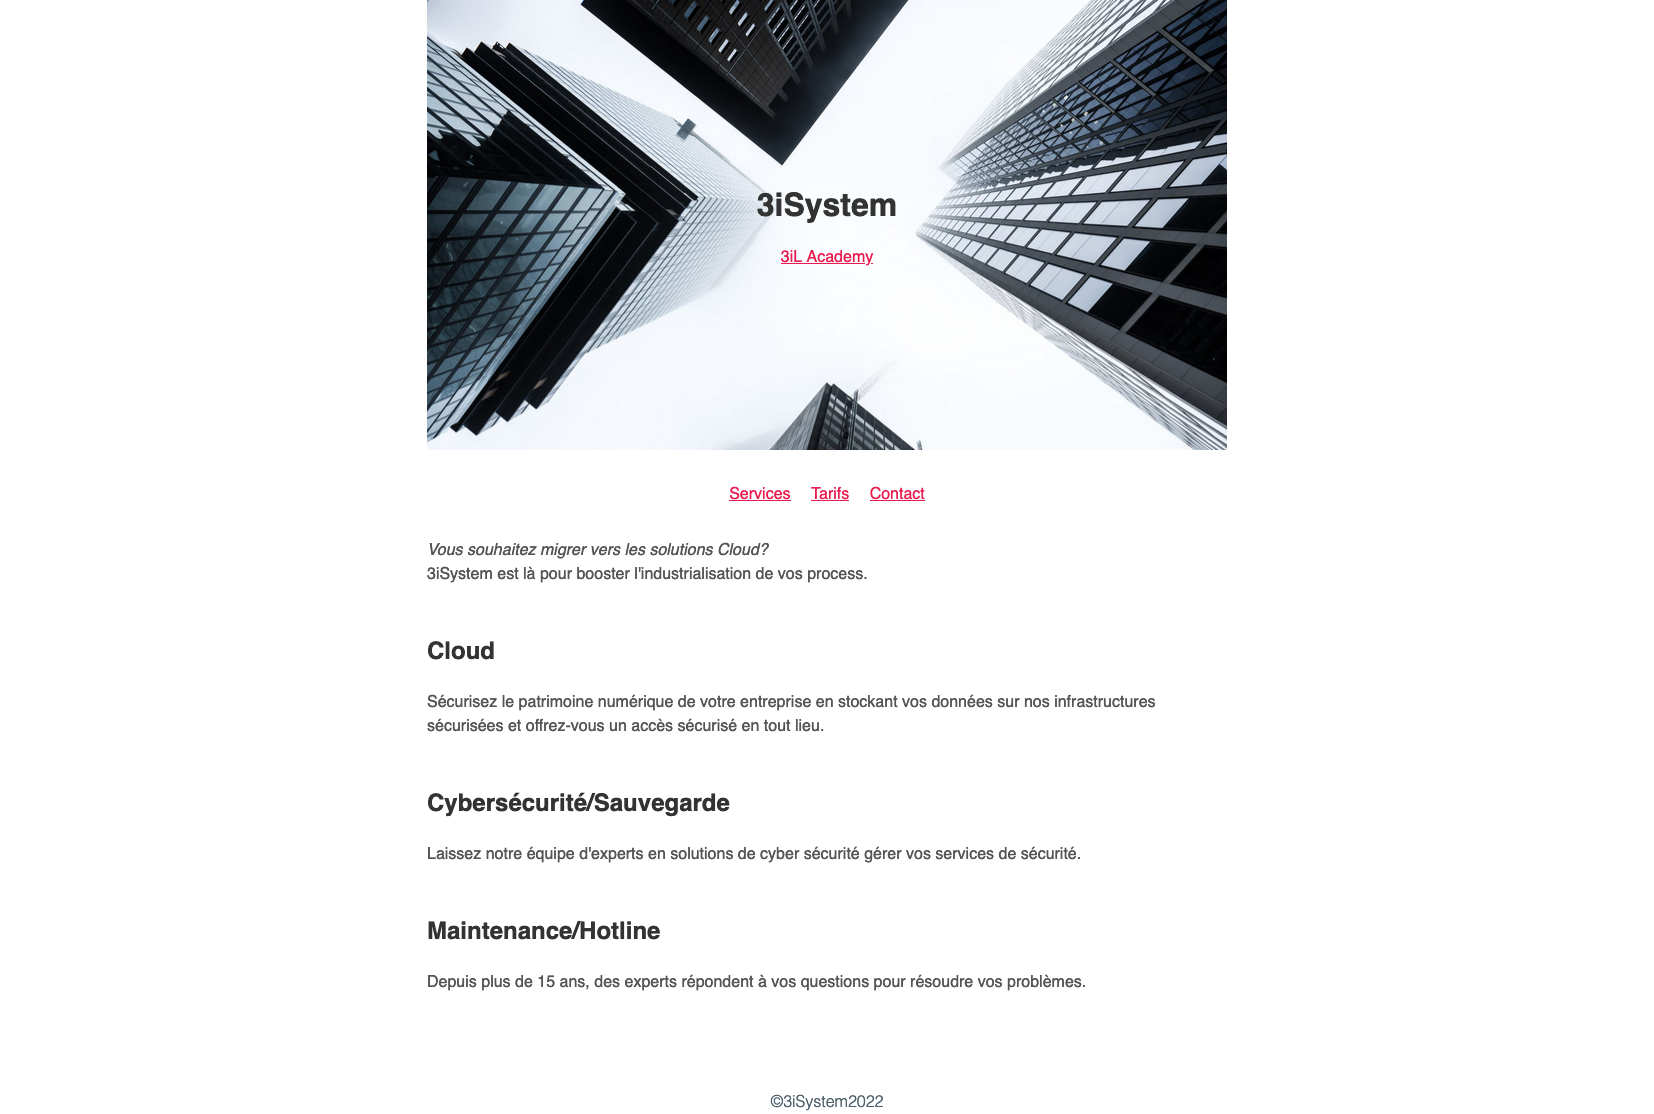 3iSystem
3iL Academy
Services Tarifs Contact
Vous souhaitez migrer vers les solutions Cloud?
3iSystem est là pour booster l'industrialisation de vos process.
Cloud
Sécurisez le patrimoine numérique de votre entreprise en stockant vos données sur nos infrastructures
sécurisées et offrez-vous un accès sécurisé en tout lieu.
Cybersécurité/Sauvegarde
Laissez notre équipe d'experts en solutions de cyber sécurité gérer vos services de sécurité.
Maintenance/Hotline
Depuis plus de 15 ans, des experts répondent à vos questions pour résoudre vos problèmes.
©3iSystem2022